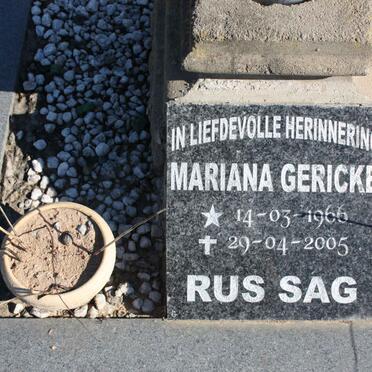 IN LIEFDEVOLLE HERINNERING
MARIANA GERICKE
14-03-1966
29-04-2005
RUS SAG